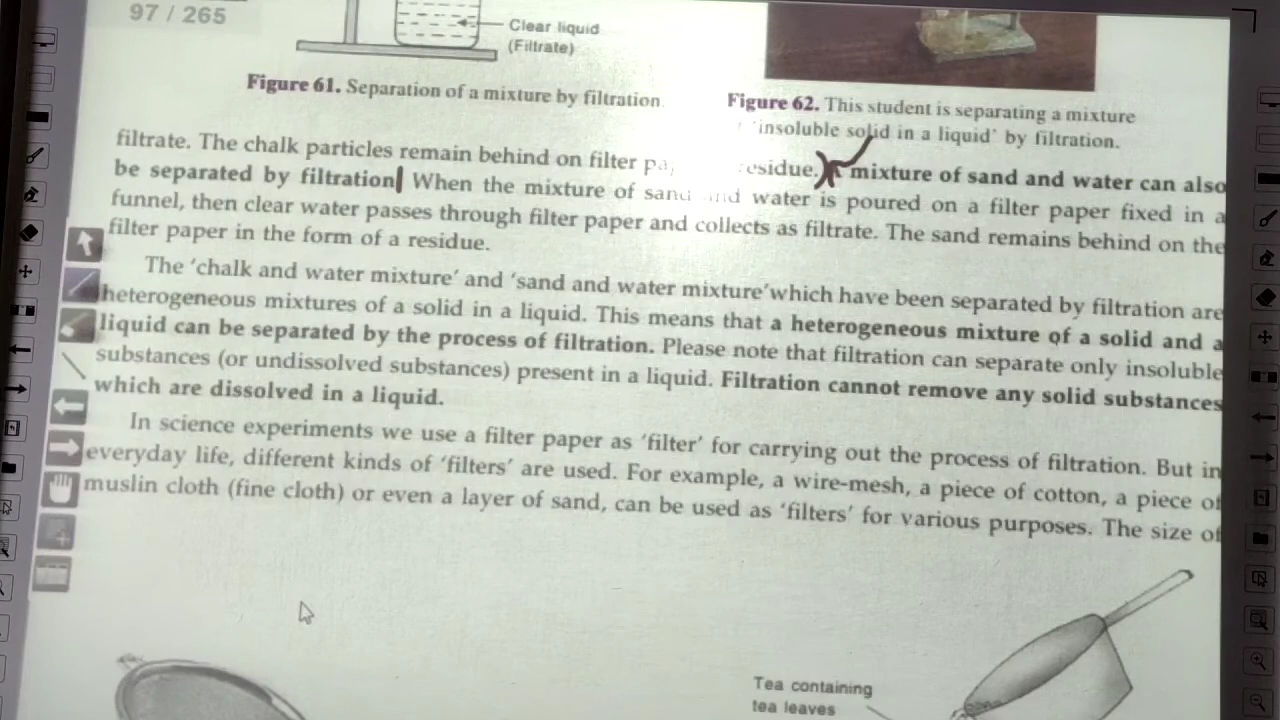 97 / 265
Clear liquid
(Filtrate)
Figure 61. Separation of a mixture by filtration
Figure 62. This student is separating a mixture
'insoluble solid in a liquid' by filtration.
filtrate. The chalk particles remain behind on filter pa esidue. mixture of sand and water can also
be separated by filtration When the mixture of sand and water is poured on a filter paper fixed in a
funnel, then clear water passes through filter paper and collects as filtrate. The sand remains behind on the
filter paper in the form of a residue.
The 'chalk and water mixture' and 'sand and water mixture'which have been separated by filtration are
heterogeneous mixtures of a solid in a liquid. This means that a heterogeneous mixture of a solid and a
liquid can be separated by the process of filtration. Please note that filtration can separate only insoluble
substances (or undissolved substances) present in a liquid. Filtration cannot remove any solid substances
which are dissolved in a liquid.
In science experiments we use a filter paper as 'filter' for carrying out the process of filtration. But in
everyday life, different kinds of 'filters' are used. For example, a wire-mesh, a piece of cotton, a piece of
muslin cloth (fine cloth) or even a layer of sand, can be used as 'filters' for various purposes. The size of
Tea containing
tea leaves